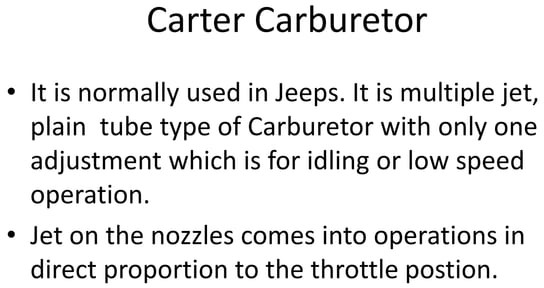 Carter Carburetor
• It is normally used in Jeeps. It is multiple jet,
plain  tube type of Carburetor with only one
adjustment which is for idling or low speed
operation.
• Jet on the nozzles comes into operations in
direct proportion to the throttle postion.